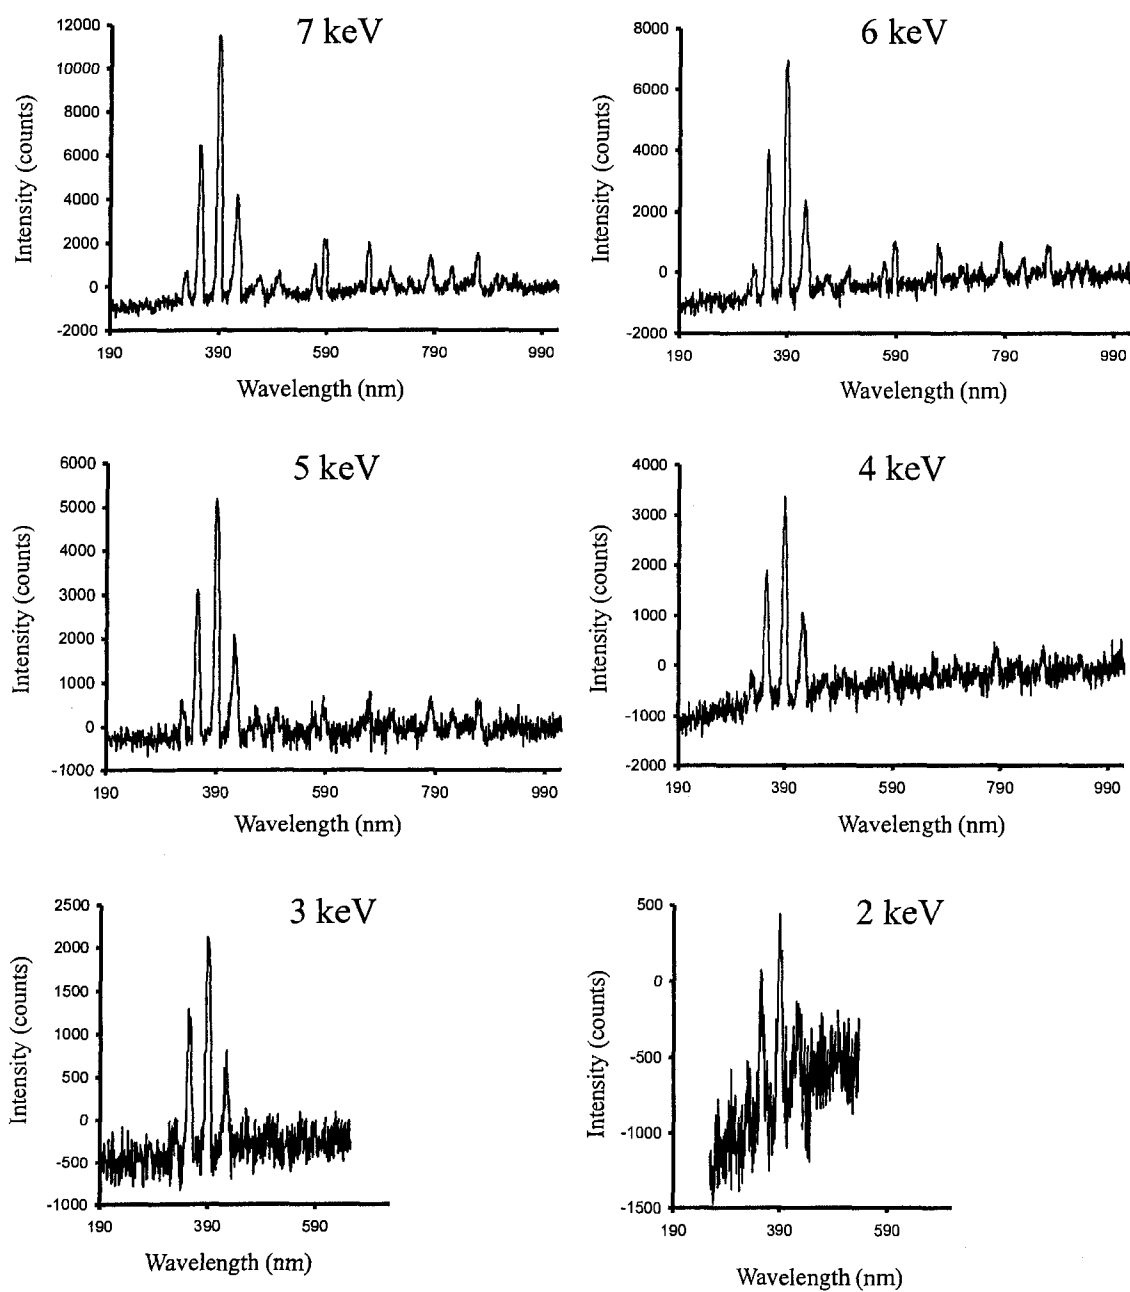 7 keV
12000
10000
8000
6000
4000
2000
0
-2000
190 390 590 790 990
Intensity (counts)
Wavelength (nm)
6 keV
8000
6000
4000
2000
0
-2000
190 390 590 790 990
Intensity (counts)
Wavelength (nm)
5 keV
6000
5000
4000
3000
2000
1000
0
-1000
190 390 590 790 990
Intensity (counts)
Wavelength (nm)
4 keV
4000
3000
2000
1000
0
-1000
-2000
190 390 590 790 990
Intensity (counts)
Wavelength (nm)
3 keV
2500
2000
1500
1000
500
0
-500
-1000
190 390 590
Intensity (counts)
Wavelength (nm)
2 keV
500
0
-500
-1000
-1500
190 390 590
Intensity (counts)
Wavelength (nm)